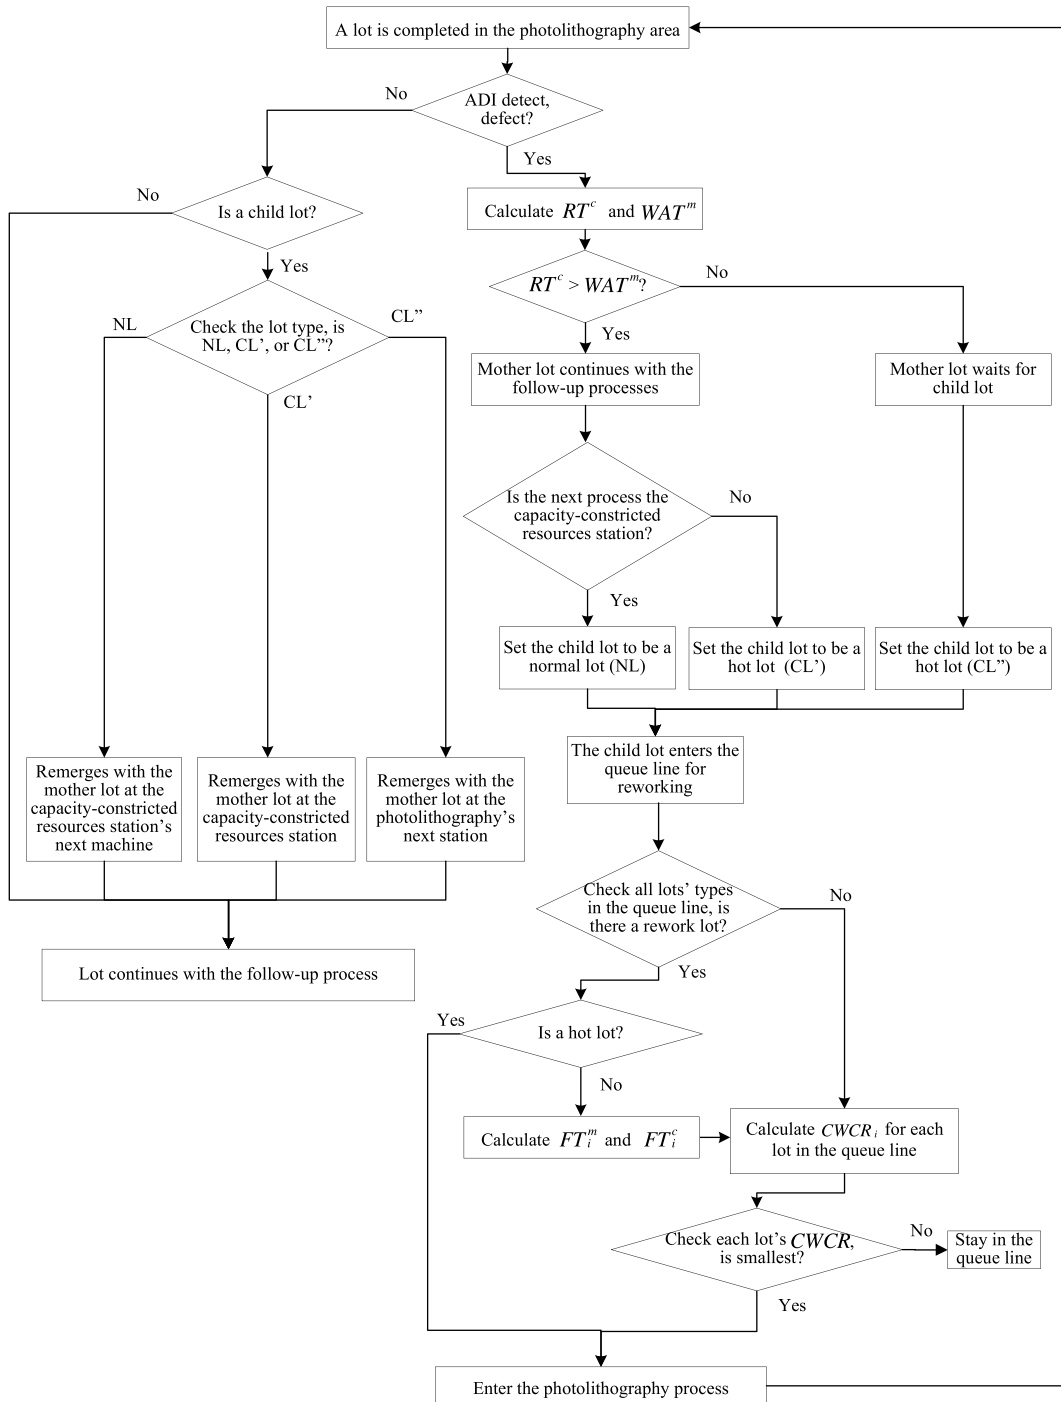 A lot is completed in the photolithography area
No
ADI detect,
defect?
Yes
No
Is a child lot?
Yes
Calculate RT^c and WAT^m
RT^c > WAT^m?
No
Yes
NL
Check the lot type, is
NL, CL’, or CL”?
CL”
CL’
Mother lot continues with the
follow-up processes
Mother lot waits for
child lot
Is the next process the
capacity-constricted
resources station?
No
Yes
Set the child lot to be a
normal lot (NL)
Set the child lot to be a
hot lot (CL’)
Set the child lot to be a
hot lot (CL”)
The child lot enters the
queue line for
reworking
Remerges with the
mother lot at the
capacity-constricted
resources station’s
next machine
Remerges with the
mother lot at the
capacity-constricted
resources station
Remerges with the
mother lot at the
photolithography’s
next station
Lot continues with the follow-up process
Check all lots’ types
in the queue line, is
there a rework lot?
No
Yes
Yes
Is a hot lot?
No
Calculate FT_i^m and FT_i^c
Calculate CWCR_i for each
lot in the queue line
Check each lot’s CWCR,
is smallest?
No
Stay in the
queue line
Yes
Enter the photolithography process